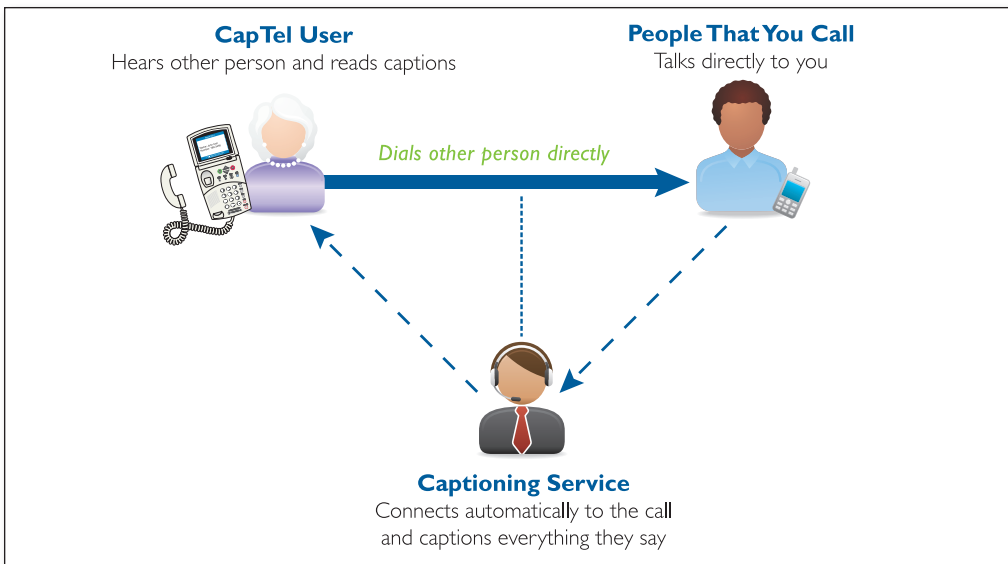 CapTel User
Hears other person and reads captions
People That You Call
Talks directly to you
Dials other person directly
Captioning Service
Connects automatically to the call
and captions everything they say